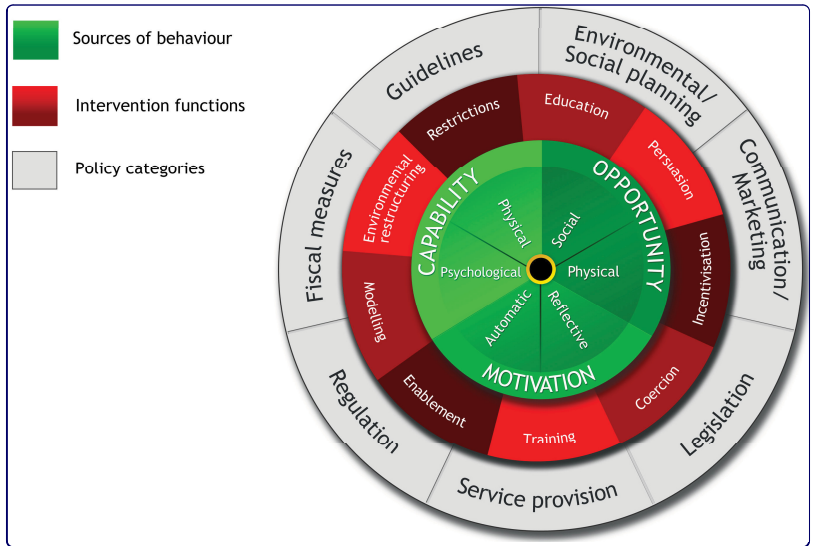 Sources of behaviour
Intervention functions
Policy categories
Guidelines
Environmental/
Social planning
Communication/
Marketing
Legislation
Service provision
Regulation
Fiscal measures
Restrictions
Education
Persuasion
Incentivisation
Coercion
Training
Enablement
Modelling
Environmental
restructuring
CAPABILITY
OPPORTUNITY
MOTIVATION
Physical
Social
Physical
Reflective
Automatic
Psychological